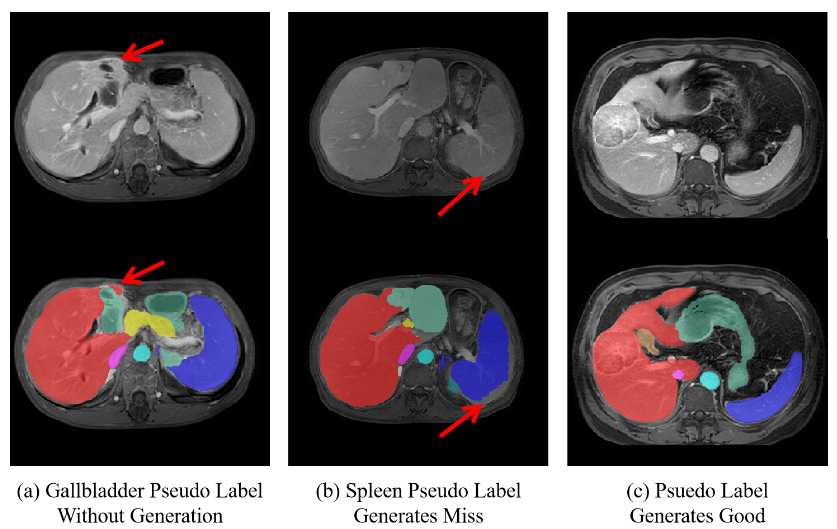 (a) Gallbladder Pseudo Label
Without Generation
(b) Spleen Pseudo Label
Generates Miss
(c) Psuedo Label
Generates Good